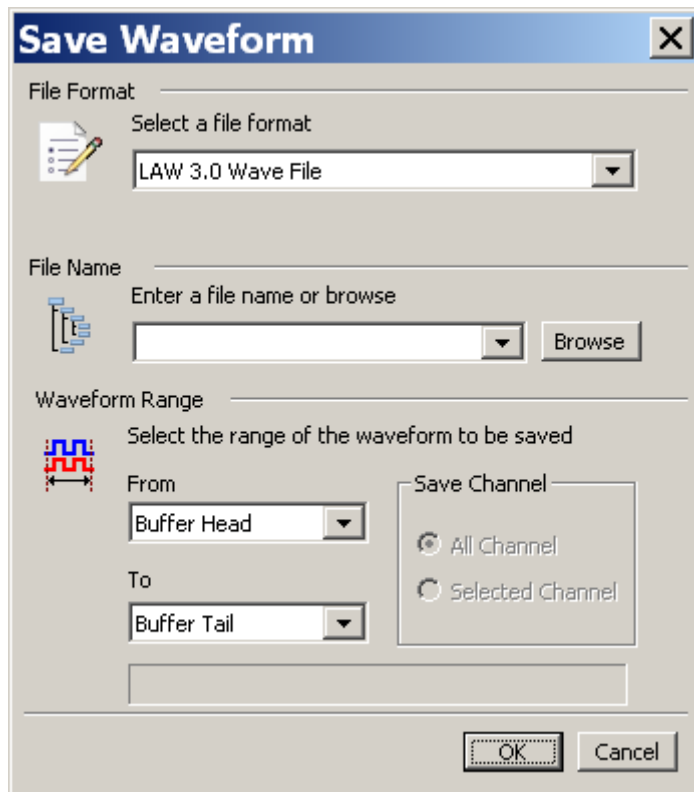 Save Waveform
File Format
Select a file format
LAW 3.0 Wave File
File Name
Enter a file name or browse
Browse
Waveform Range
Select the range of the waveform to be saved
From
Buffer Head
To
Buffer Tail
Save Channel
All Channel
Selected Channel
OK
Cancel